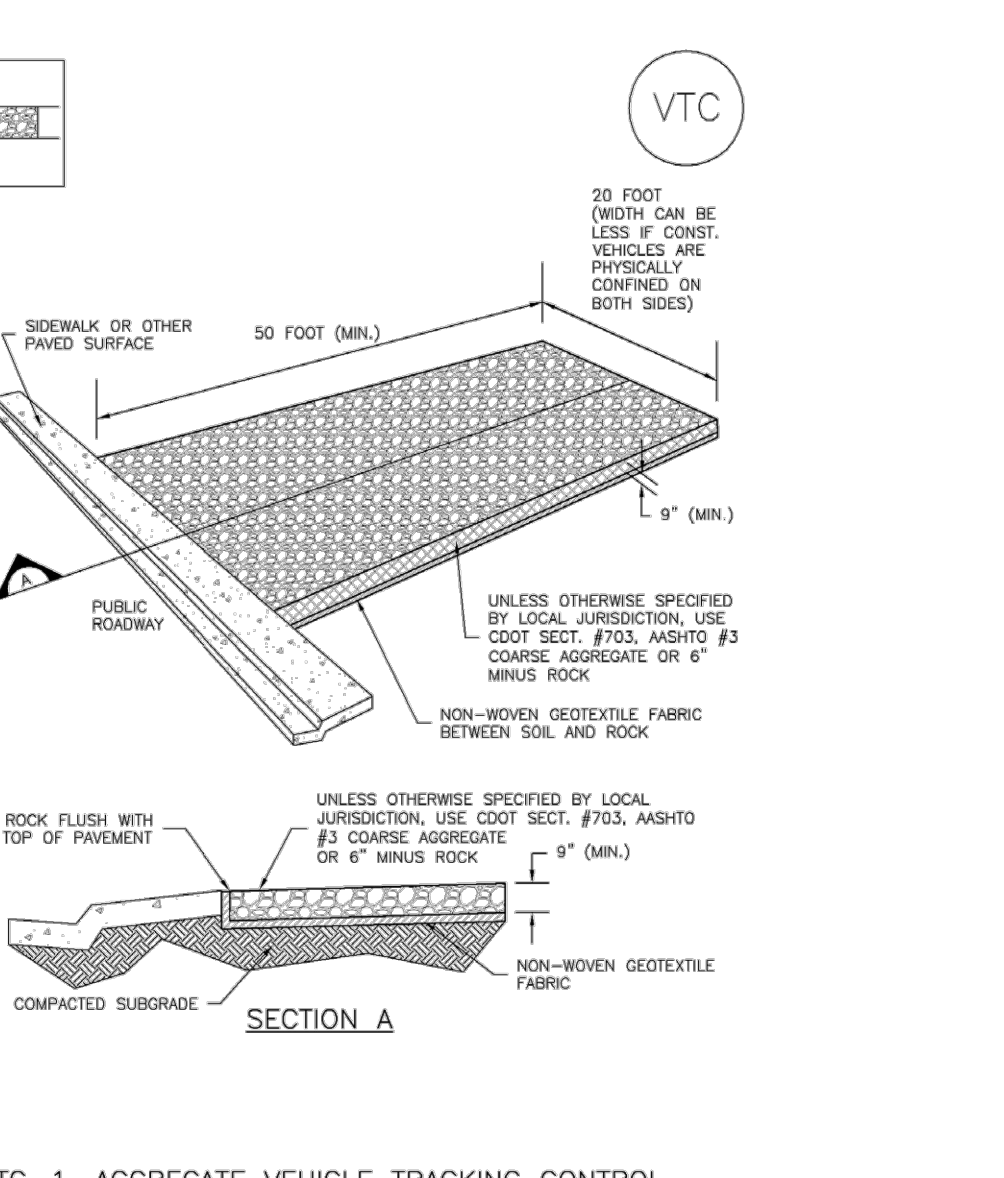 VTC
20 FOOT
(WIDTH CAN BE
LESS IF CONST.
VEHICLES ARE
PHYSICALLY
CONFINED ON
BOTH SIDES)
50 FOOT (MIN.)
SIDEWALK OR OTHER
PAVED SURFACE
9" (MIN.)
A
PUBLIC
ROADWAY
UNLESS OTHERWISE SPECIFIED
BY LOCAL JURISDICTION, USE
CDOT SECT. #703, AASHTO #3
COARSE AGGREGATE OR 6"
MINUS ROCK
NON-WOVEN GEOTEXTILE FABRIC
BETWEEN SOIL AND ROCK
UNLESS OTHERWISE SPECIFIED BY LOCAL
JURISDICTION, USE CDOT SECT. #703, AASHTO
#3 COARSE AGGREGATE
OR 6" MINUS ROCK
ROCK FLUSH WITH
TOP OF PAVEMENT
9" (MIN.)
NON-WOVEN GEOTEXTILE
FABRIC
COMPACTED SUBGRADE
SECTION A
1. AGGREGATE VEHICLE TRACKING CONTROL